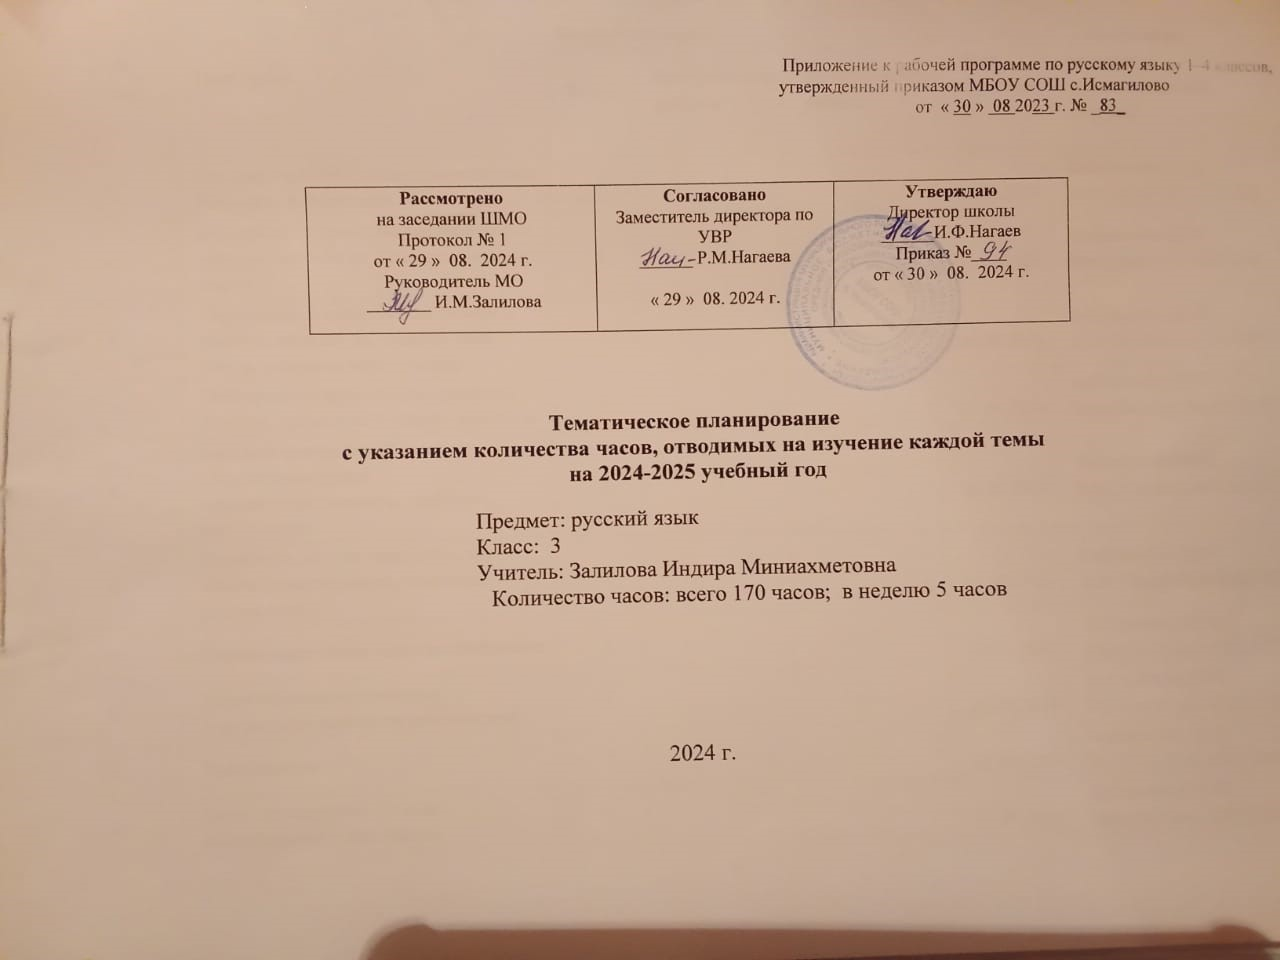 Приложение к рабочей программе по русскому языку 1-4 классов,
утвержденный приказом МБОУ СОШ с.Исмагилово
от « 30 » 08 2023 г. № _83_
Рассмотрено
на заседании ШМО
Протокол № 1
от « 29 » 08. 2024 г.
Руководитель МО
И.М.Залилова
Согласовано
Заместитель директора по
УВР
Р.М.Нагаева
« 29 » 08. 2024 г.
Утверждаю
Директор школы
И.Ф.Нагаев
Приказ № 94
от « 30 » 08. 2024 г.
Тематическое планирование
с указанием количества часов, отводимых на изучение каждой темы
на 2024-2025 учебный год
Предмет: русский язык
Класс: 3
Учитель: Залилова Индира Миниахметовна
Количество часов: всего 170 часов; в неделю 5 часов
2024 г.